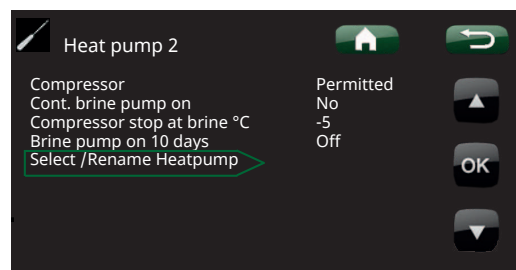 Heat pump 2
Compressor Permitted
Cont. brine pump on No
Compressor stop at brine °C -5
Brine pump on 10 days Off
Select /Rename Heatpump
OK